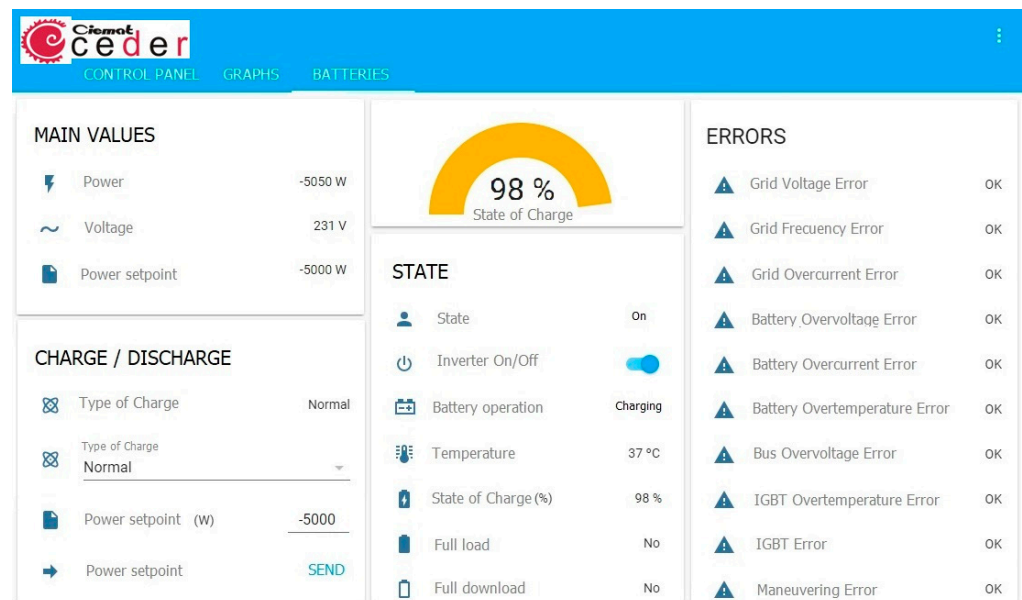 Ciemat
ceder
CONTROL PANEL GRAPHS BATTERIES
MAIN VALUES
Power -5050 W
Voltage 231 V
Power setpoint -5000 W
CHARGE / DISCHARGE
Type of Charge Normal
Type of Charge
Normal
Power setpoint (W) -5000
Power setpoint SEND
98 %
State of Charge
STATE
State On
Inverter On/Off
Battery operation Charging
Temperature 37 ºC
State of Charge (%) 98 %
Full load No
Full download No
ERRORS
Grid Voltage Error OK
Grid Frecuency Error OK
Grid Overcurrent Error OK
Battery Overvoltage Error OK
Battery Overcurrent Error OK
Battery Overtemperature Error OK
Bus Overvoltage Error OK
IGBT Overtemperature Error OK
IGBT Error OK
Maneuvering Error OK